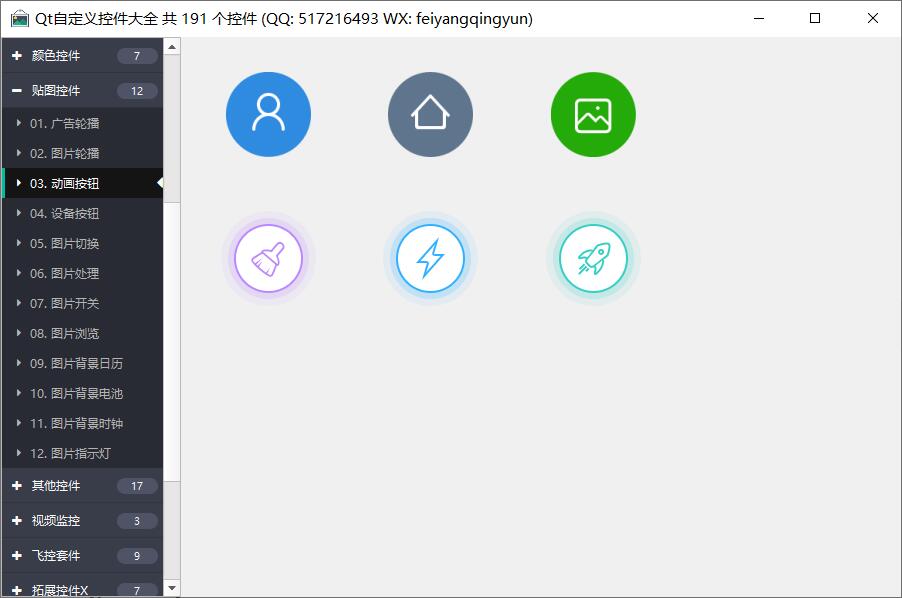 Qt自定义控件大全 共 191 个控件 (QQ: 517216493 WX: feiyangqingyun)
颜色控件 7
贴图控件 12
01. 广告轮播
02. 图片轮播
03. 动画按钮
04. 设备按钮
05. 图片切换
06. 图片处理
07. 图片开关
08. 图片浏览
09. 图片背景日历
10. 图片背景电池
11. 图片背景时钟
12. 图片指示灯
其他控件 17
视频监控 3
飞控套件 9
拓展控件X 7